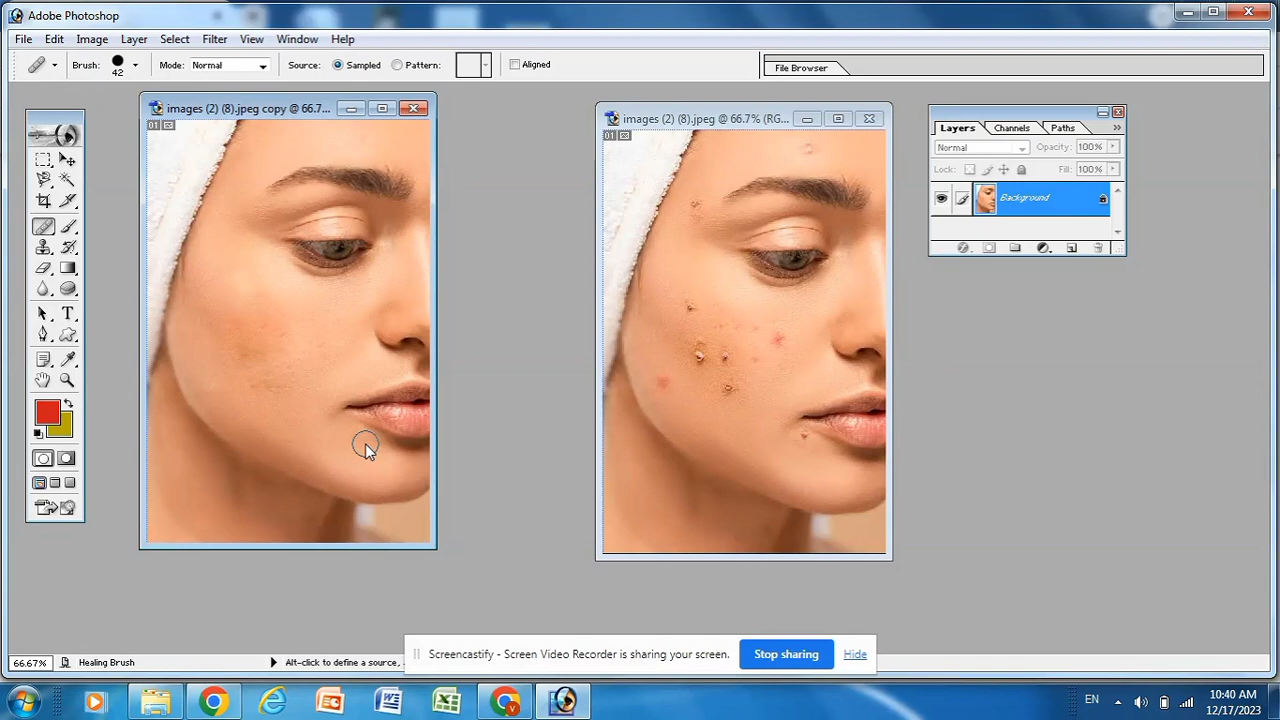 Adobe Photoshop
File Edit Image Layer Select Filter View Window Help
Brush: 42 Mode: Normal Source: Sampled Pattern: Aligned
File Browser
images (2) (8).jpeg copy @ 66.7...
01
images (2) (8).jpeg @ 66.7% (RG...
01
Layers Channels Paths
Normal Opacity: 100%
Lock: Fill: 100%
Background
T
Screencastify - Screen Video Recorder is sharing your screen. Stop sharing Hide
66.67% Healing Brush Alt-click to define a source,
EN
10:40 AM
12/17/2023